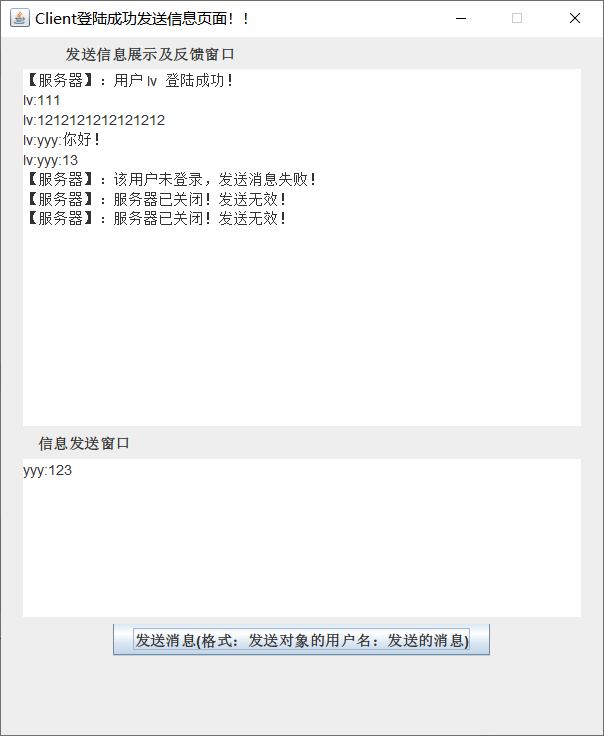 Client登陆成功发送信息页面！！
发送信息展示及反馈窗口
【服务器】：用户 lv 登陆成功！
lv:111
lv:1212121212121212
lv:yyy:你好！
lv:yyy:13
【服务器】：该用户未登录，发送消息失败！
【服务器】：服务器已关闭！发送无效！
【服务器】：服务器已关闭！发送无效！
信息发送窗口
yyy:123
发送消息(格式：发送对象的用户名：发送的消息)